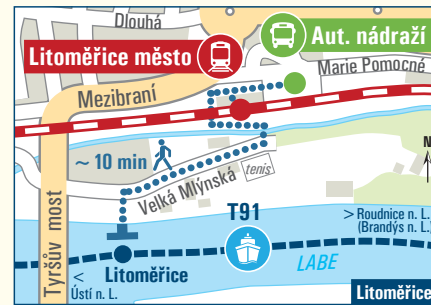 Dlouhá
Litoměřice město
Aut. nádraží
Marie Pomocné
Mezibraní
~ 10 min
Velká Mlýnská
tenis
N
Tyršův most
T91
> Roudnice n. L.
(Brandýs n. L.)
Litoměřice
LABE
<
Ústí n. L.
Litoměřice